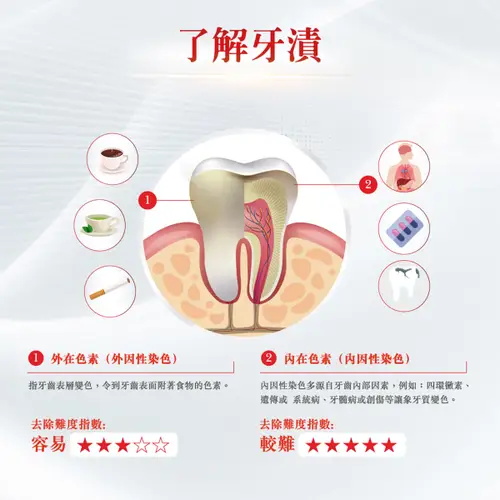 了解牙漬
1
2
1 外在色素（外因性染色）
指牙齒表層變色，令到牙齒表面附著食物的色素。
去除難度指數:
容易 ★★★☆☆
2 內在色素（內因性染色）
內因性染色多源自牙齒內部因素，例如：四環黴素、
遺傳或 系統病、牙髓病或創傷等讓象牙質變色。
去除難度指數:
較難 ★★★★★